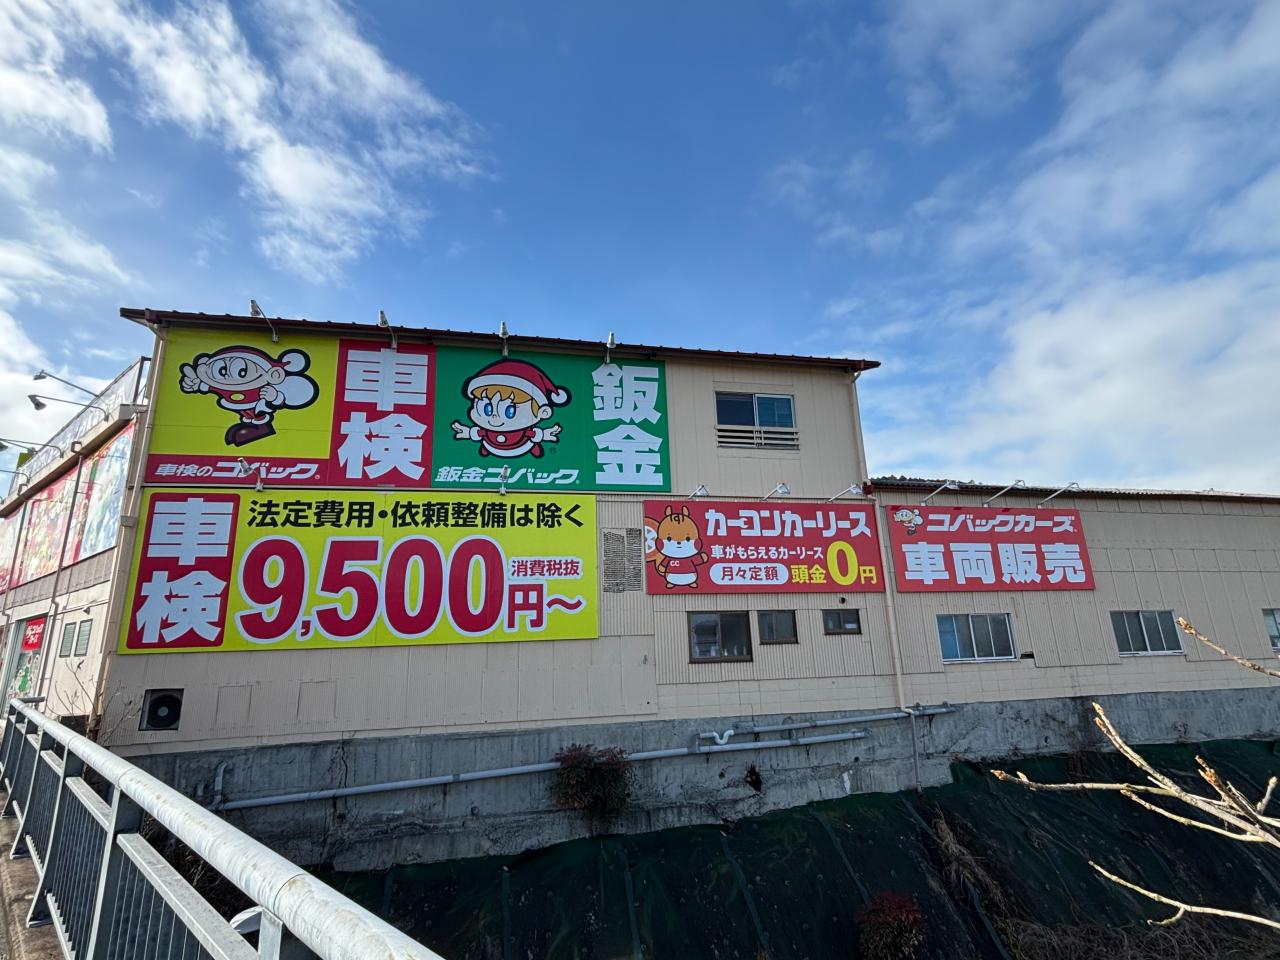 車検
車検のコバック®
鈑金
鈑金コバック®
車検
法定費用・依頼整備は除く
9,500円〜
消費税抜
カーコンカーリース
車がもらえるカーリース
月々定額 頭金0円
CC
コバックカーズ
車両販売